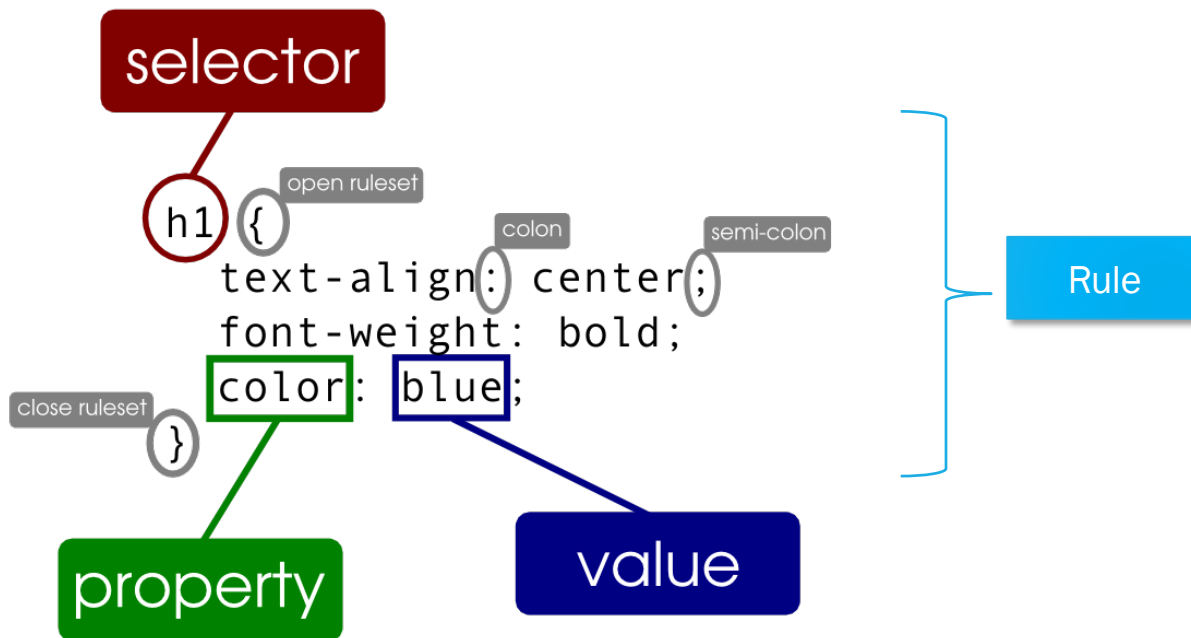 selector
open ruleset
h1 {
colon
semi-colon
text-align: center;
font-weight: bold;
color: blue;
close ruleset
}
Rule
property
value